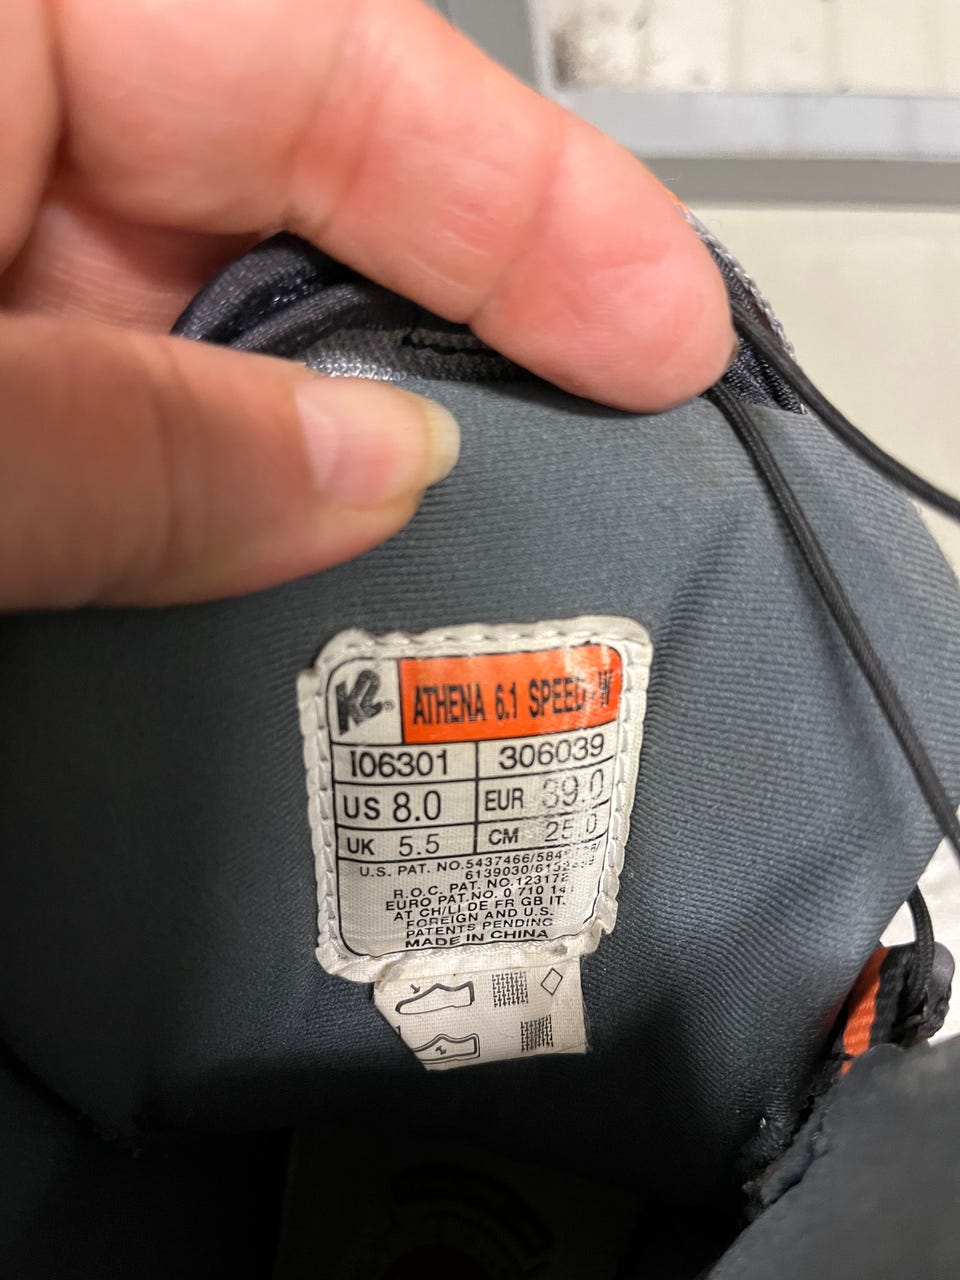 K2®
ATHENA 6.1 SPEED
I06301 306039
US 8.0 EUR 39.0
UK 5.5 CM 25.0
U.S. PAT. NO.5437466/
6139030/
R.O.C. PAT. NO.123172
EURO PAT.NO. 0 710
AT CH/LI DE FR GB IT.
FOREIGN AND U.S.
PATENTS PENDING
MADE IN CHINA